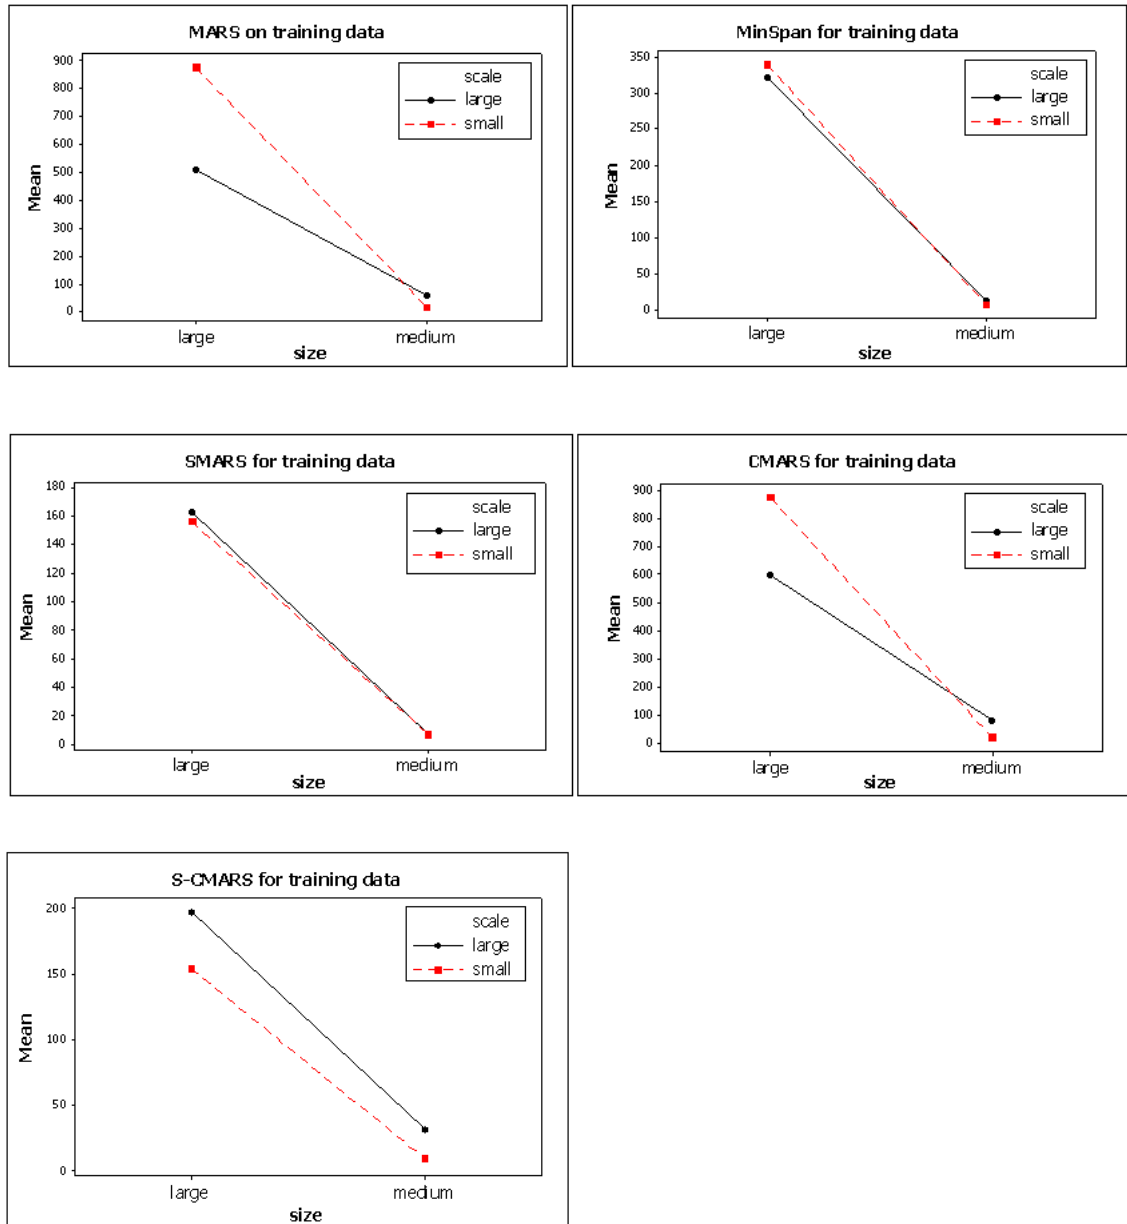 MARS on training data
900
800
700
600
500
400
300
200
100
0
Mean
scale
large
small
large medium
size
MinSpan for training data
350
300
250
200
150
100
50
0
Mean
scale
large
small
large medium
size
SMARS for training data
180
160
140
120
100
80
60
40
20
0
Mean
scale
large
small
large medium
size
CMARS for training data
900
800
700
600
500
400
300
200
100
0
Mean
scale
large
small
large medium
size
S-CMARS for training data
200
150
100
50
0
Mean
scale
large
small
large medium
size